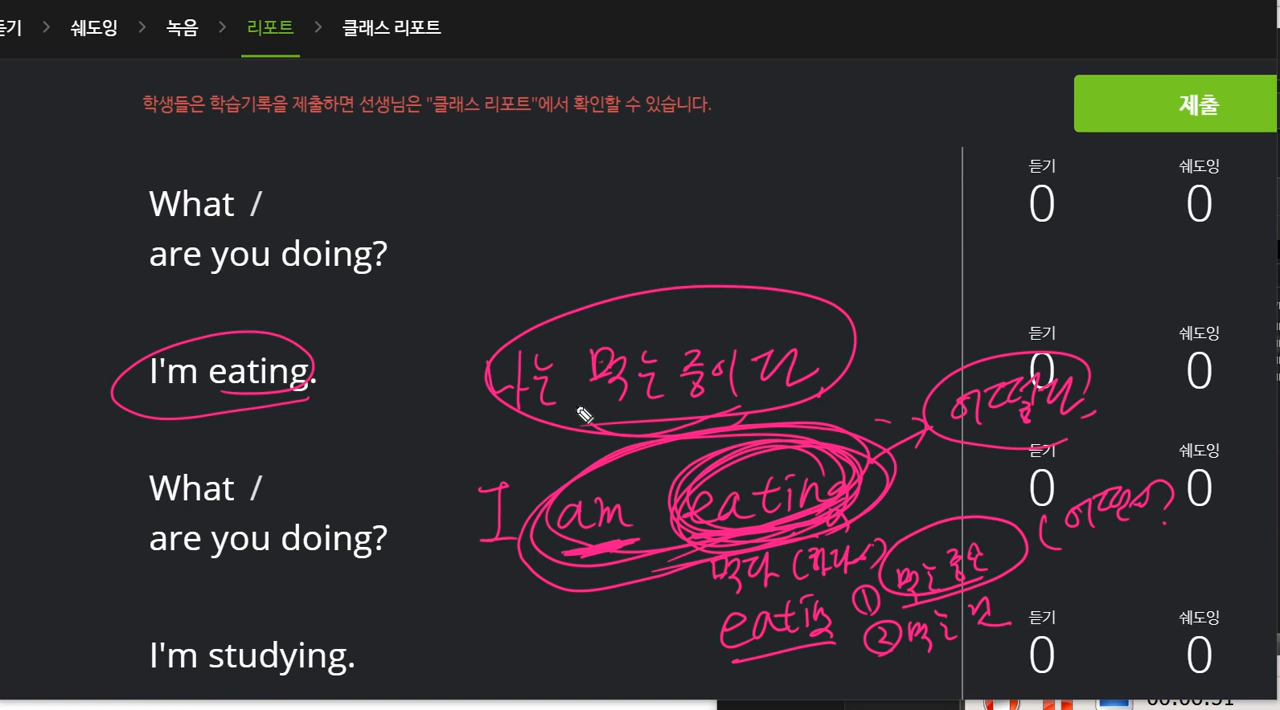 듣기 > 쉐도잉 > 녹음 > 리포트 > 클래스 리포트
학생들은 학습기록을 제출하면 선생님은 "클래스 리포트"에서 확인할 수 있습니다.
제출
듣기 쉐도잉
What / 0 0
are you doing?
듣기 쉐도잉
I'm eating. 0 0
나는 먹는 중이다
어떻다
듣기 쉐도잉
What / 0 0
are you doing?
I am eating
먹다
① 먹는 중인
eating
② 먹는 것
듣기 쉐도잉
I'm studying. 0 0
00:00:51